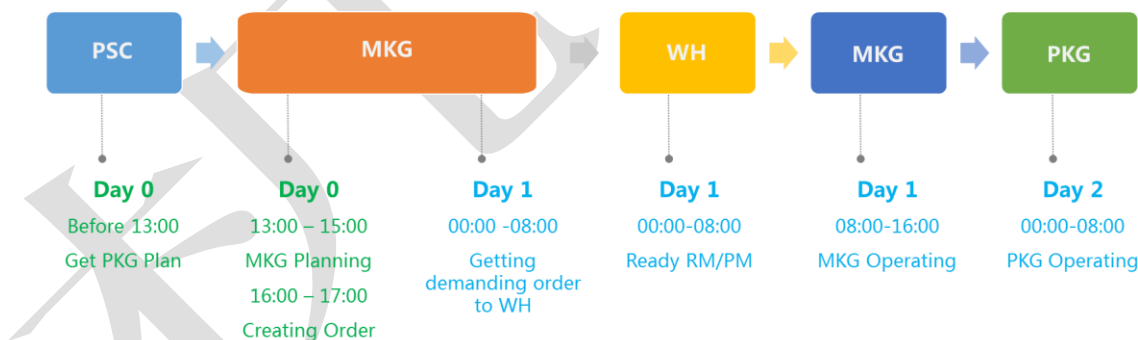 PSC
MKG
WH
MKG
PKG
Day 0
Before 13:00
Get PKG Plan
Day 0
13:00 – 15:00
MKG Planning
16:00 – 17:00
Creating Order
Day 1
00:00 -08:00
Getting
demanding order
to WH
Day 1
00:00-08:00
Ready RM/PM
Day 1
08:00-16:00
MKG Operating
Day 2
00:00-08:00
PKG Operating